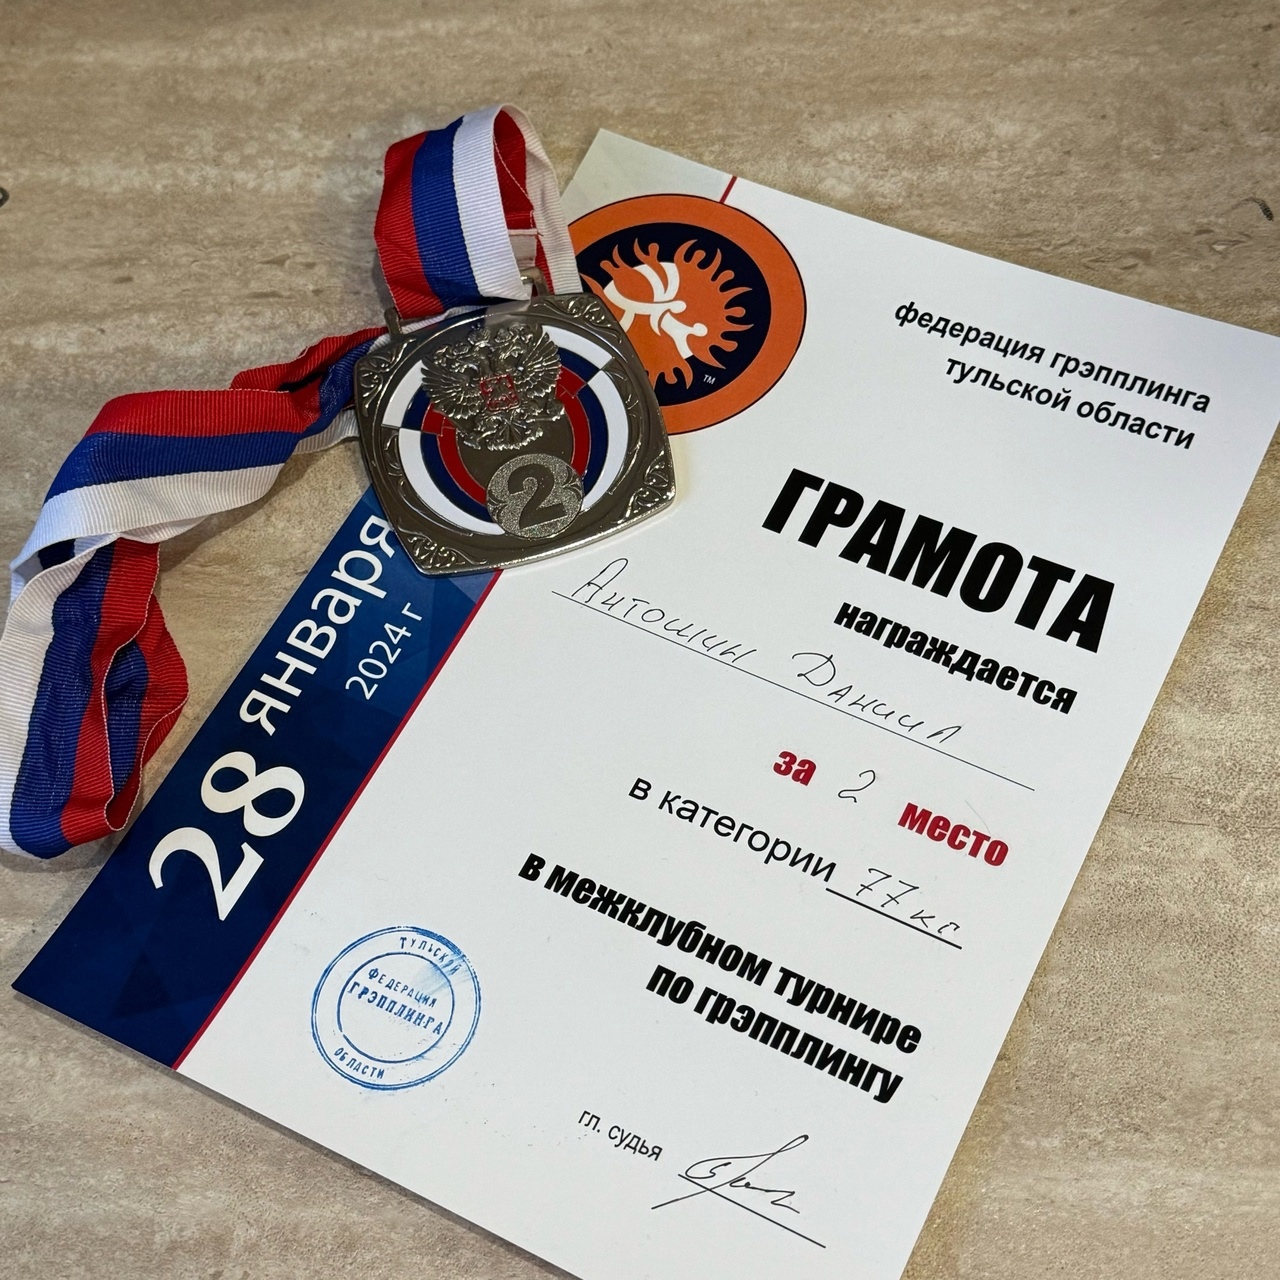 федерация грэпплинга
тульской области
ГРАМОТА
награждается
Антошин Даниил
за 2 место
в категории 77кг
в межклубном турнире
по грэпплингу
гл. судья
28 января
2024 г
2
TM
ТУЛЬСКОЙ
ФЕДЕРАЦИЯ
ГРЭППЛИНГА
ОБЛАСТИ